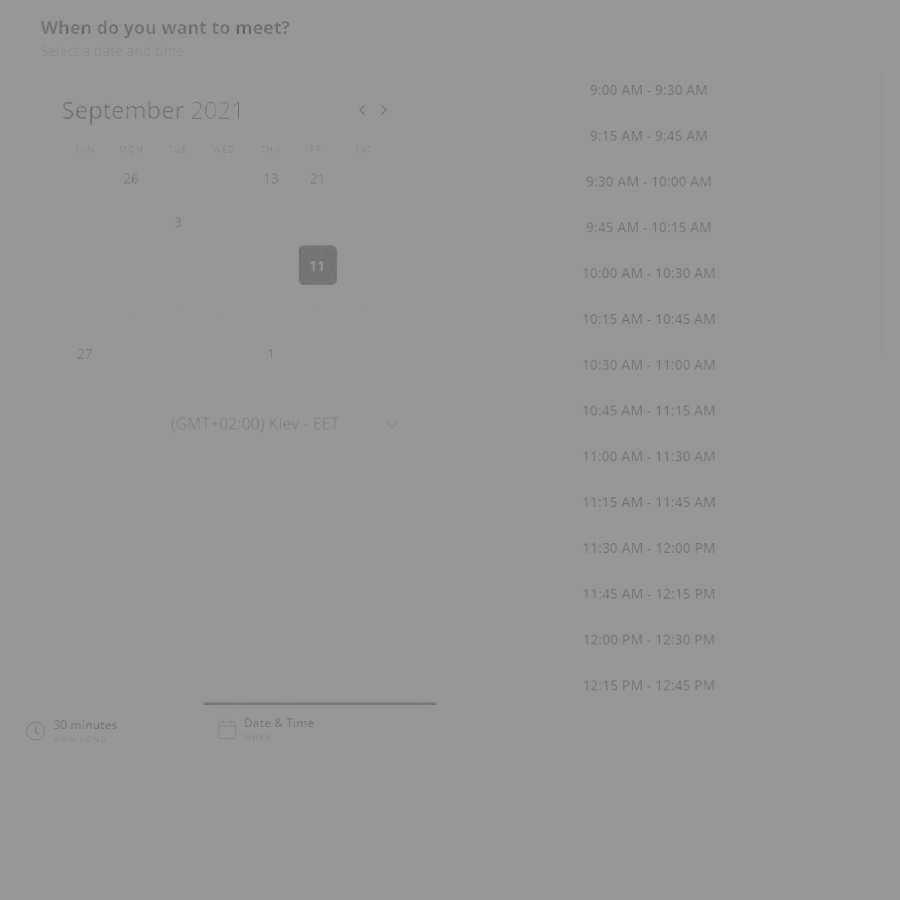 When do you want to meet?
Select a date and time
September 2021
SUN MON TUE WED THU FRI SAT
26 13 21
3
11
27 1
(GMT+02:00) Kiev - EET
9:00 AM - 9:30 AM
9:15 AM - 9:45 AM
9:30 AM - 10:00 AM
9:45 AM - 10:15 AM
10:00 AM - 10:30 AM
10:15 AM - 10:45 AM
10:30 AM - 11:00 AM
10:45 AM - 11:15 AM
11:00 AM - 11:30 AM
11:15 AM - 11:45 AM
11:30 AM - 12:00 PM
11:45 AM - 12:15 PM
12:00 PM - 12:30 PM
12:15 PM - 12:45 PM
30 minutes
HOW LONG
Date & Time
WHEN